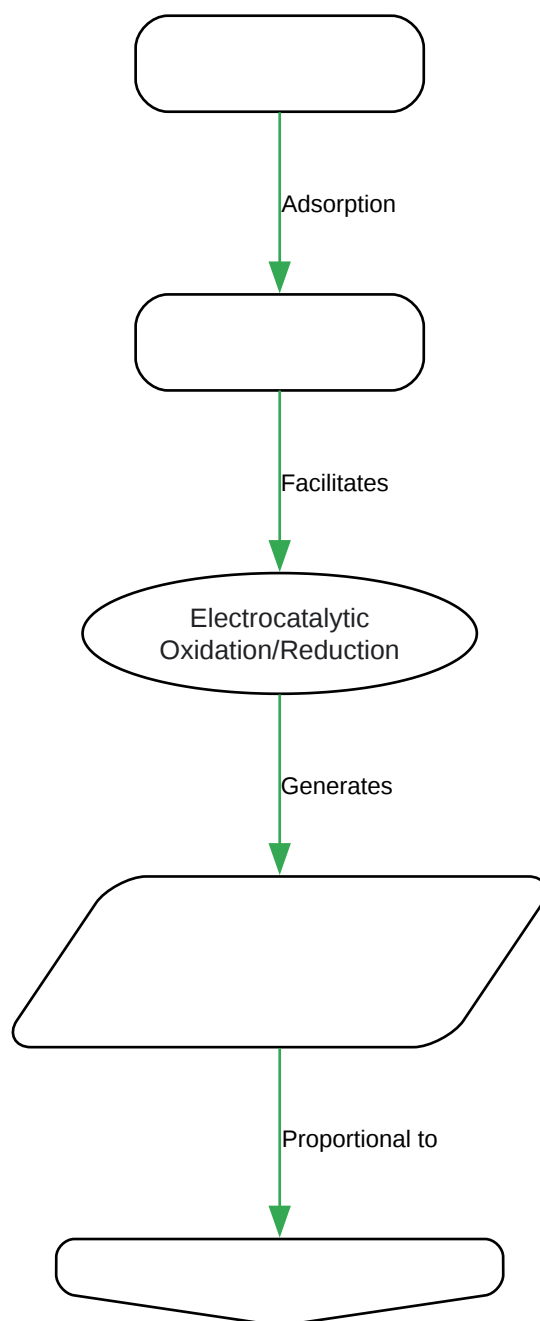 Adsorption
Facilitates
Electrocatalytic
Oxidation/Reduction
Generates
Proportional to